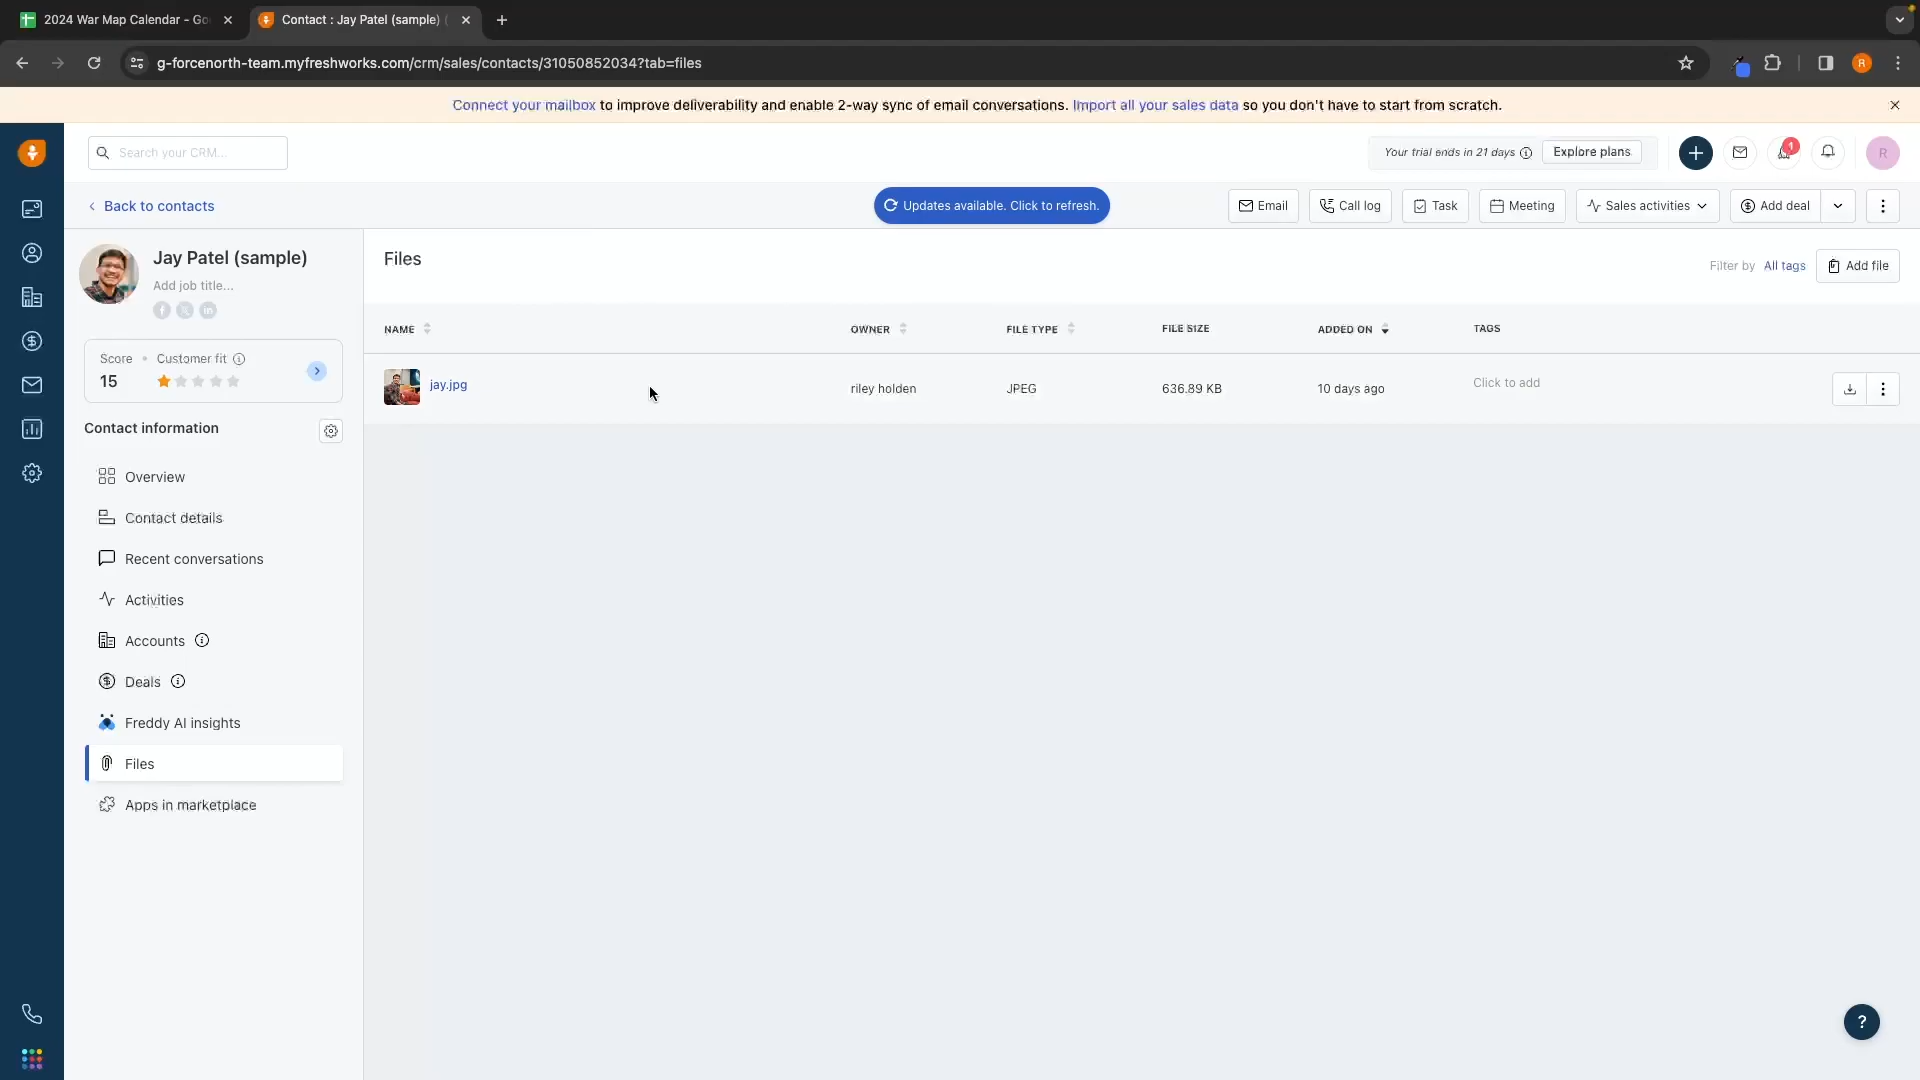 2024 War Map Calendar - Go
Contact : Jay Patel (sample) (
g-forcenorth-team.myfreshworks.com/crm/sales/contacts/31050852034?tab=files
R
Connect your mailbox to improve deliverability and enable 2-way sync of email conversations. Import all your sales data so you don't have to start from scratch.
Search your CRM...
Your trial ends in 21 days
Explore plans
1
R
Back to contacts
Updates available. Click to refresh.
Email
Call log
Task
Meeting
Sales activities
Add deal
Jay Patel (sample)
Add job title...
Score • Customer fit
15
Contact information
Overview
Contact details
Recent conversations
Activities
Accounts
Deals
Freddy AI insights
Files
Apps in marketplace
Files
Filter by All tags
Add file
NAME OWNER FILE TYPE FILE SIZE ADDED ON TAGS
jay.jpg riley holden JPEG 636.89 KB 10 days ago Click to add
?